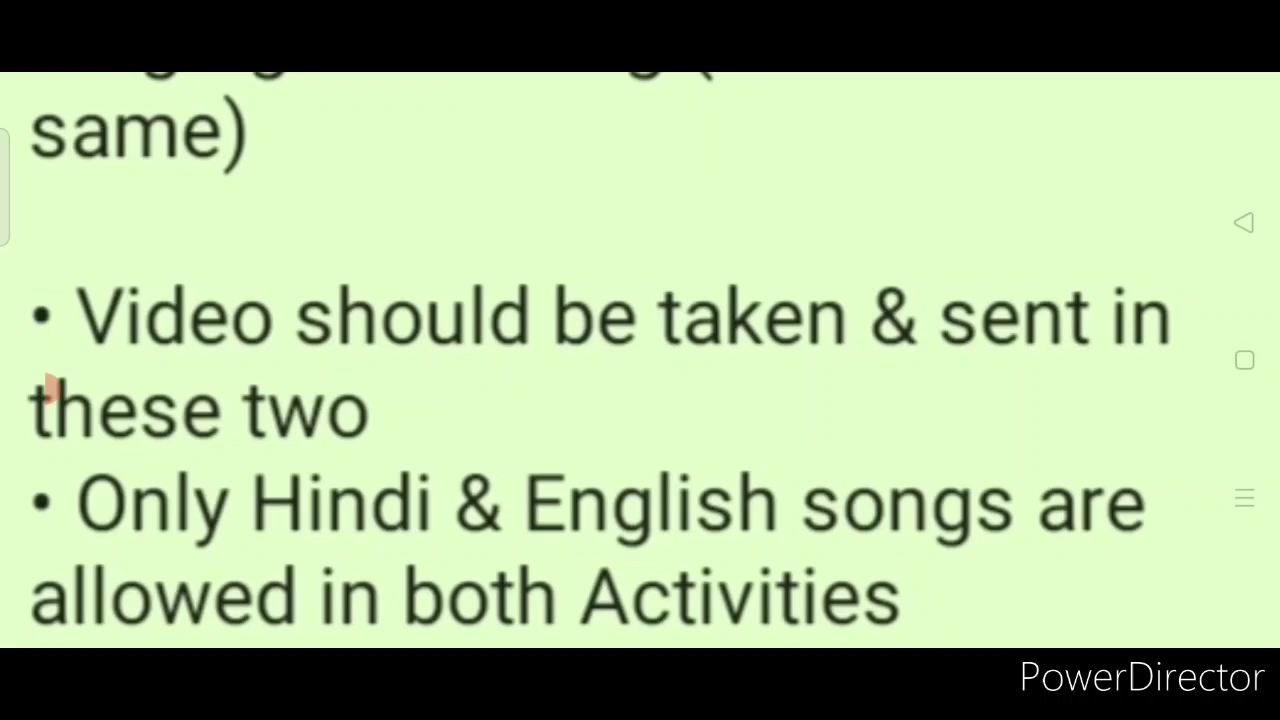 same)
• Video should be taken & sent in
these two
• Only Hindi & English songs are
allowed in both Activities
PowerDirector